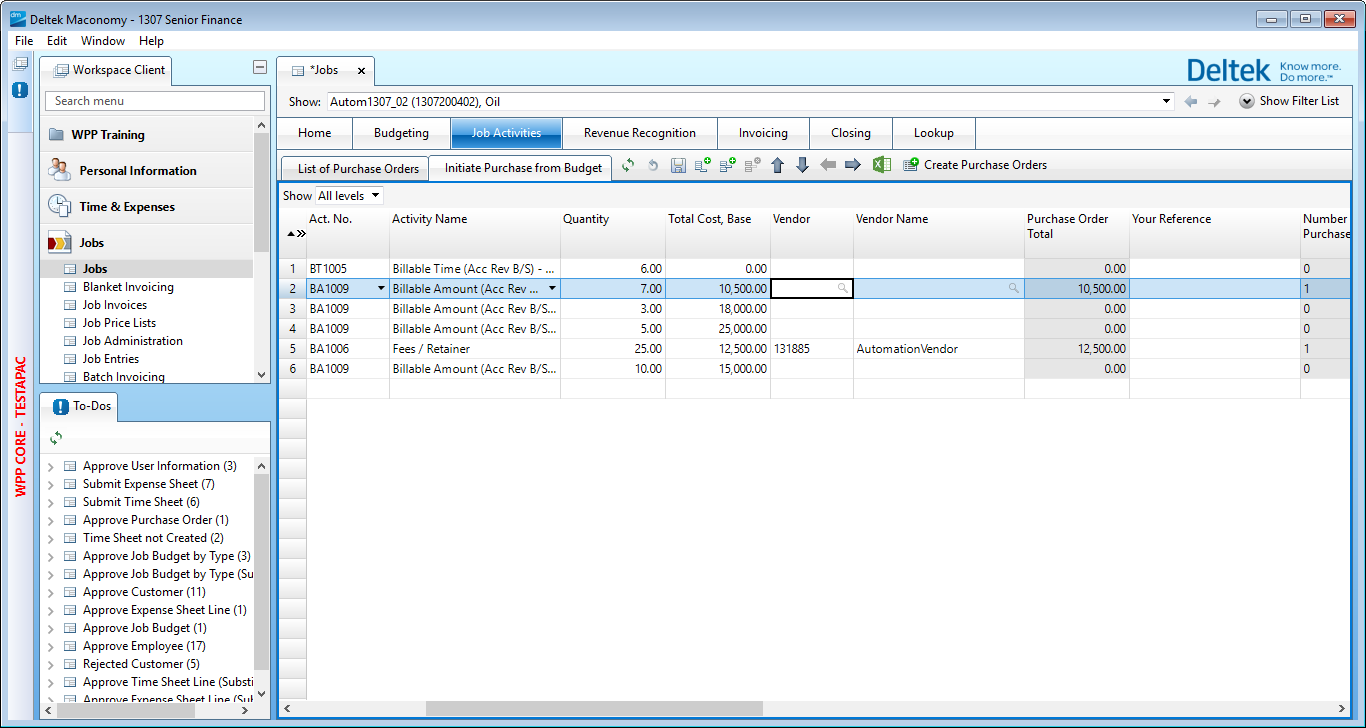 Deltek Maconomy - 1307 Senior Finance
File Edit Window Help
Workspace Client
Search menu
WPP Training
Personal Information
Time & Expenses
Jobs
Jobs
Blanket Invoicing
Job Invoices
Job Price Lists
Job Administration
Job Entries
Batch Invoicing
WPP CORE - TESTAPAC
To-Dos
Approve User Information (3)
Submit Expense Sheet (7)
Submit Time Sheet (6)
Approve Purchase Order (1)
Time Sheet not Created (2)
Approve Job Budget by Type (3)
Approve Job Budget by Type (Su
Approve Customer (11)
Approve Expense Sheet Line (1)
Approve Job Budget (1)
Approve Employee (17)
Rejected Customer (5)
Approve Time Sheet Line (Substi
Approve Expense Sheet Line (Sul
*Jobs
Deltek Know more.
Do more.™
Show: Autom1307_02 (1307200402), Oil Show Filter List
Home Budgeting Job Activities Revenue Recognition Invoicing Closing Lookup
List of Purchase Orders Initiate Purchase from Budget Create Purchase Orders
Show All levels
Act. No. Activity Name Quantity Total Cost, Base Vendor Vendor Name Purchase Order Your Reference Number
Total Purchase
1 BT1005 Billable Time (Acc Rev B/S) - ... 6.00 0.00 0.00 0
2 BA1009 Billable Amount (Acc Rev ... 7.00 10,500.00 10,500.00 1
3 BA1009 Billable Amount (Acc Rev B/S... 3.00 18,000.00 0.00 0
4 BA1009 Billable Amount (Acc Rev B/S... 5.00 25,000.00 0.00 0
5 BA1006 Fees / Retainer 25.00 12,500.00 131885 AutomationVendor 12,500.00 1
6 BA1009 Billable Amount (Acc Rev B/S... 10.00 15,000.00 0.00 0